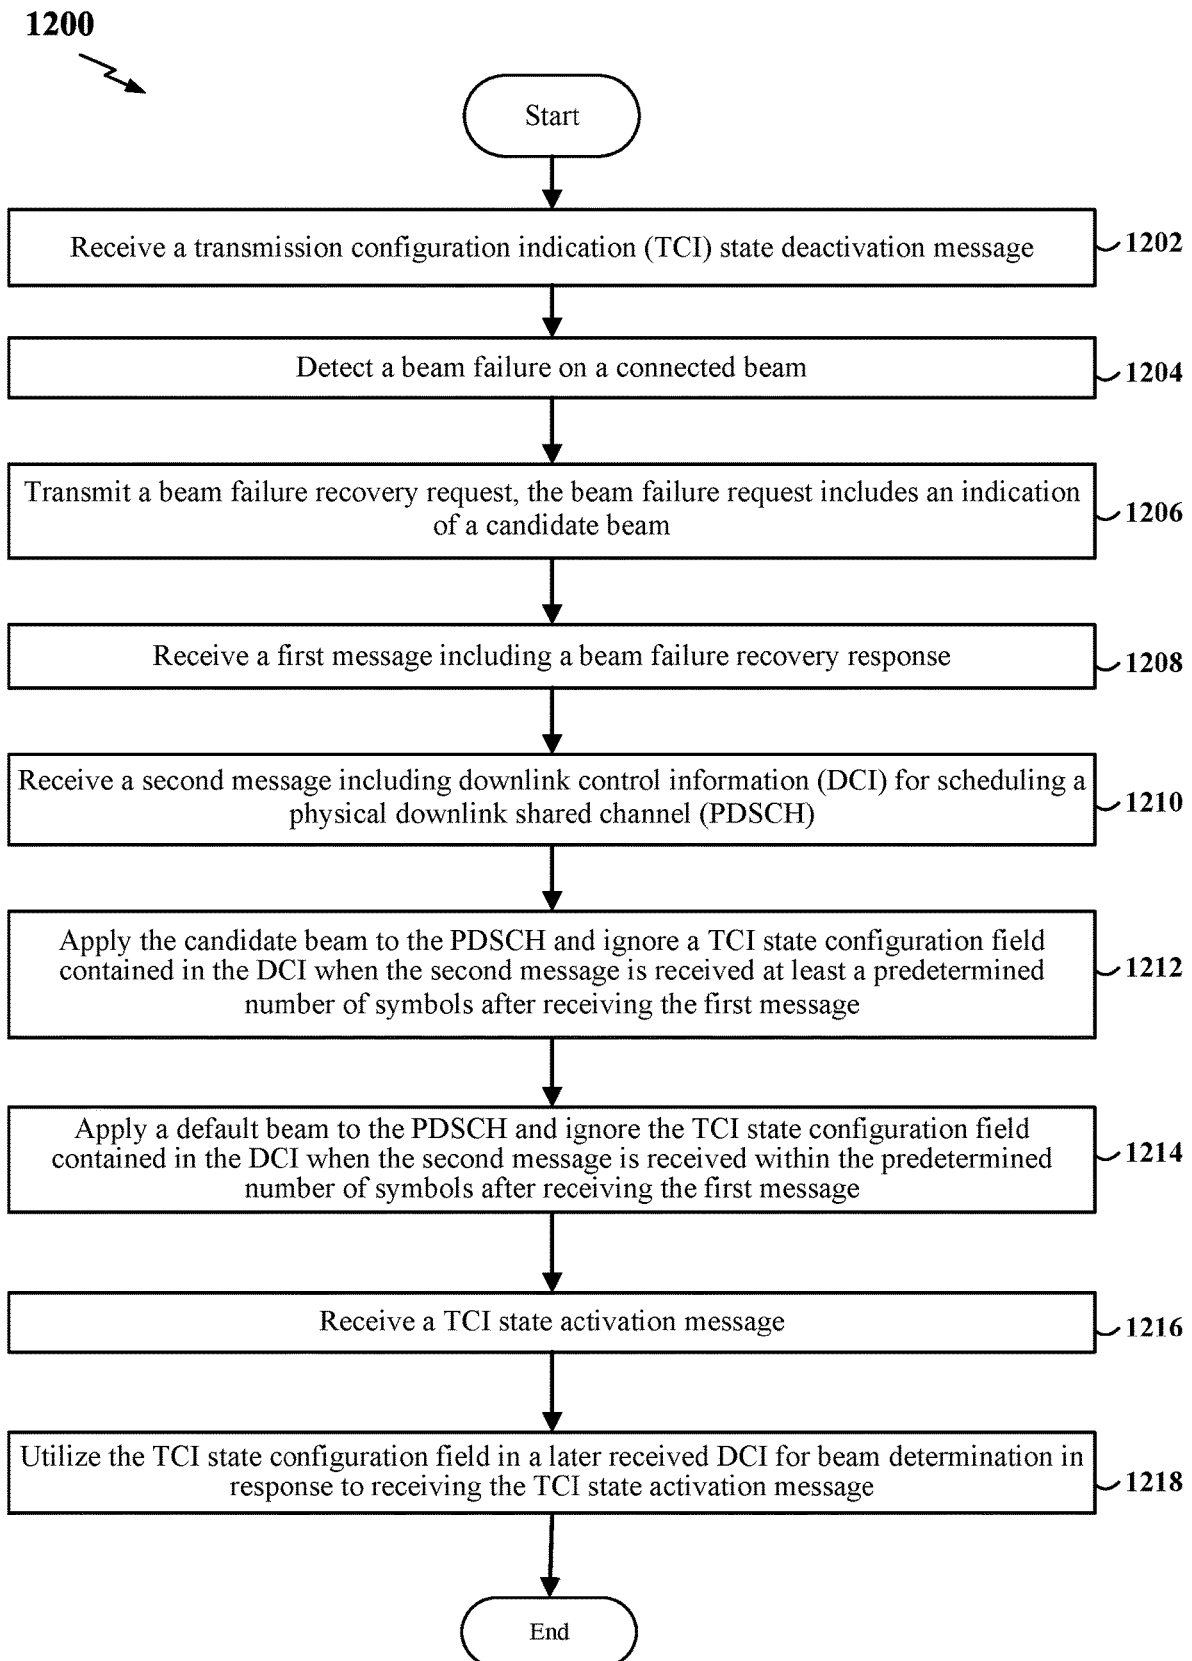 1200
Start
Receive a transmission configuration indication (TCI) state deactivation message
1202
Detect a beam failure on a connected beam
1204
Transmit a beam failure recovery request, the beam failure request includes an indication
of a candidate beam
1206
Receive a first message including a beam failure recovery response
1208
Receive a second message including downlink control information (DCI) for scheduling a
physical downlink shared channel (PDSCH)
1210
Apply the candidate beam to the PDSCH and ignore a TCI state configuration field
contained in the DCI when the second message is received at least a predetermined
number of symbols after receiving the first message
1212
Apply a default beam to the PDSCH and ignore the TCI state configuration field
contained in the DCI when the second message is received within the predetermined
number of symbols after receiving the first message
1214
Receive a TCI state activation message
1216
Utilize the TCI state configuration field in a later received DCI for beam determination in
response to receiving the TCI state activation message
1218
End